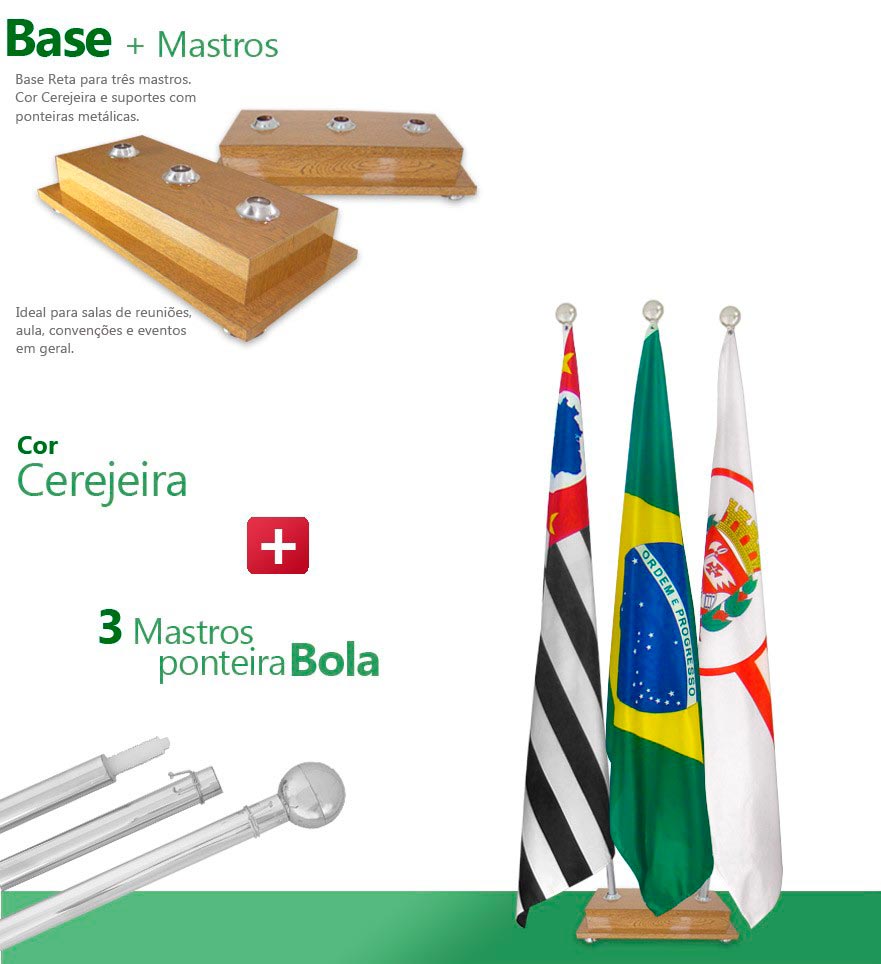 Base + Mastros
Base Reta para três mastros.
Cor Cerejeira e suportes com
ponteiras metálicas.
Ideal para salas de reuniões,
aula, convenções e eventos
em geral.
Cor
Cerejeira
3 Mastros
ponteira Bola
ORDEM E PROGRESSO